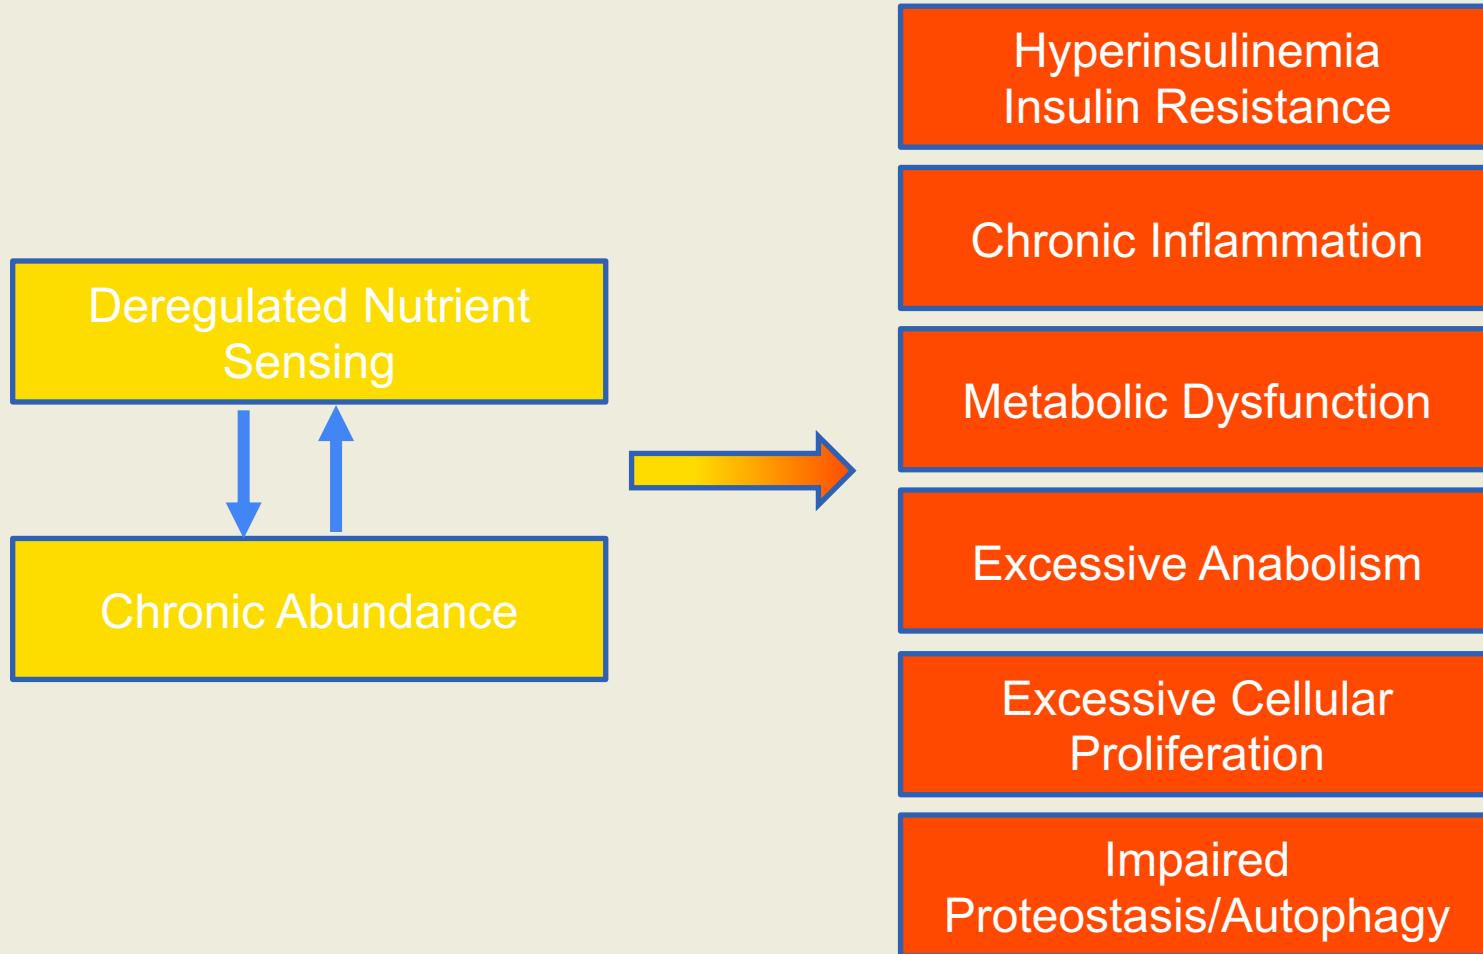 Deregulated Nutrient
Sensing
Chronic Abundance
Hyperinsulinemia
Insulin Resistance
Chronic Inflammation
Metabolic Dysfunction
Excessive Anabolism
Excessive Cellular
Proliferation
Impaired
Proteostasis/Autophagy